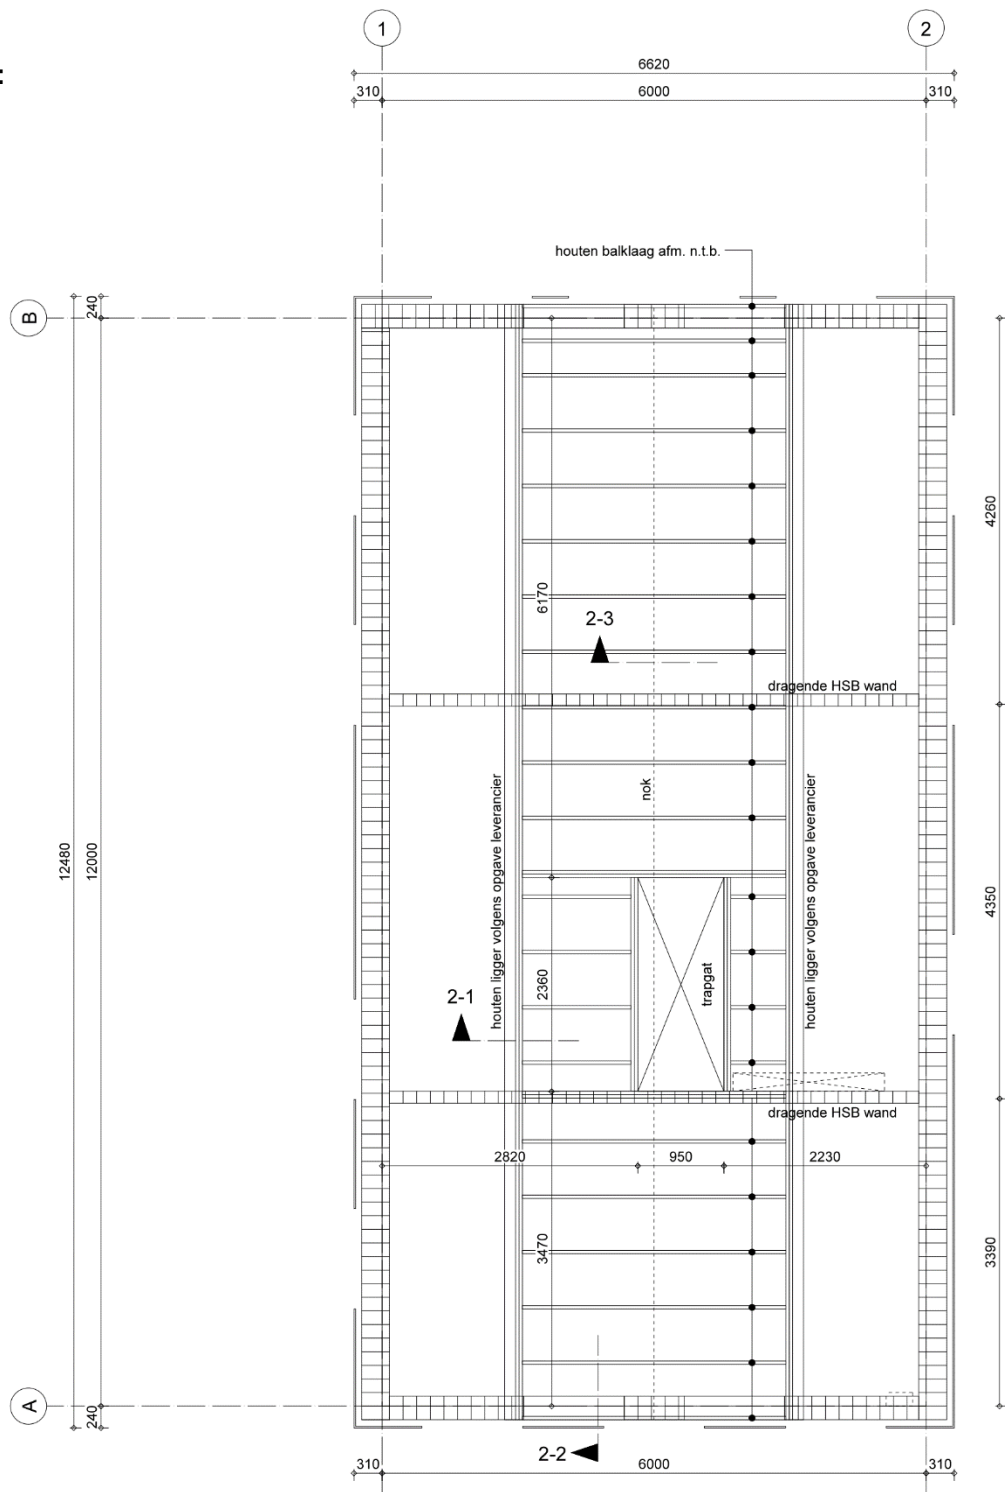 1
2
:
6620
310
6000
310
houten balklaag afm. n.t.b.
B
240
4260
6170
2-3
dragende HSB wand
nok
houten ligger volgens opgave leverancier
houten ligger volgens opgave leverancier
12480
12000
4350
trapgat
2360
2-1
dragende HSB wand
2820
950
2230
3470
3390
A
240
2-2
310
6000
310